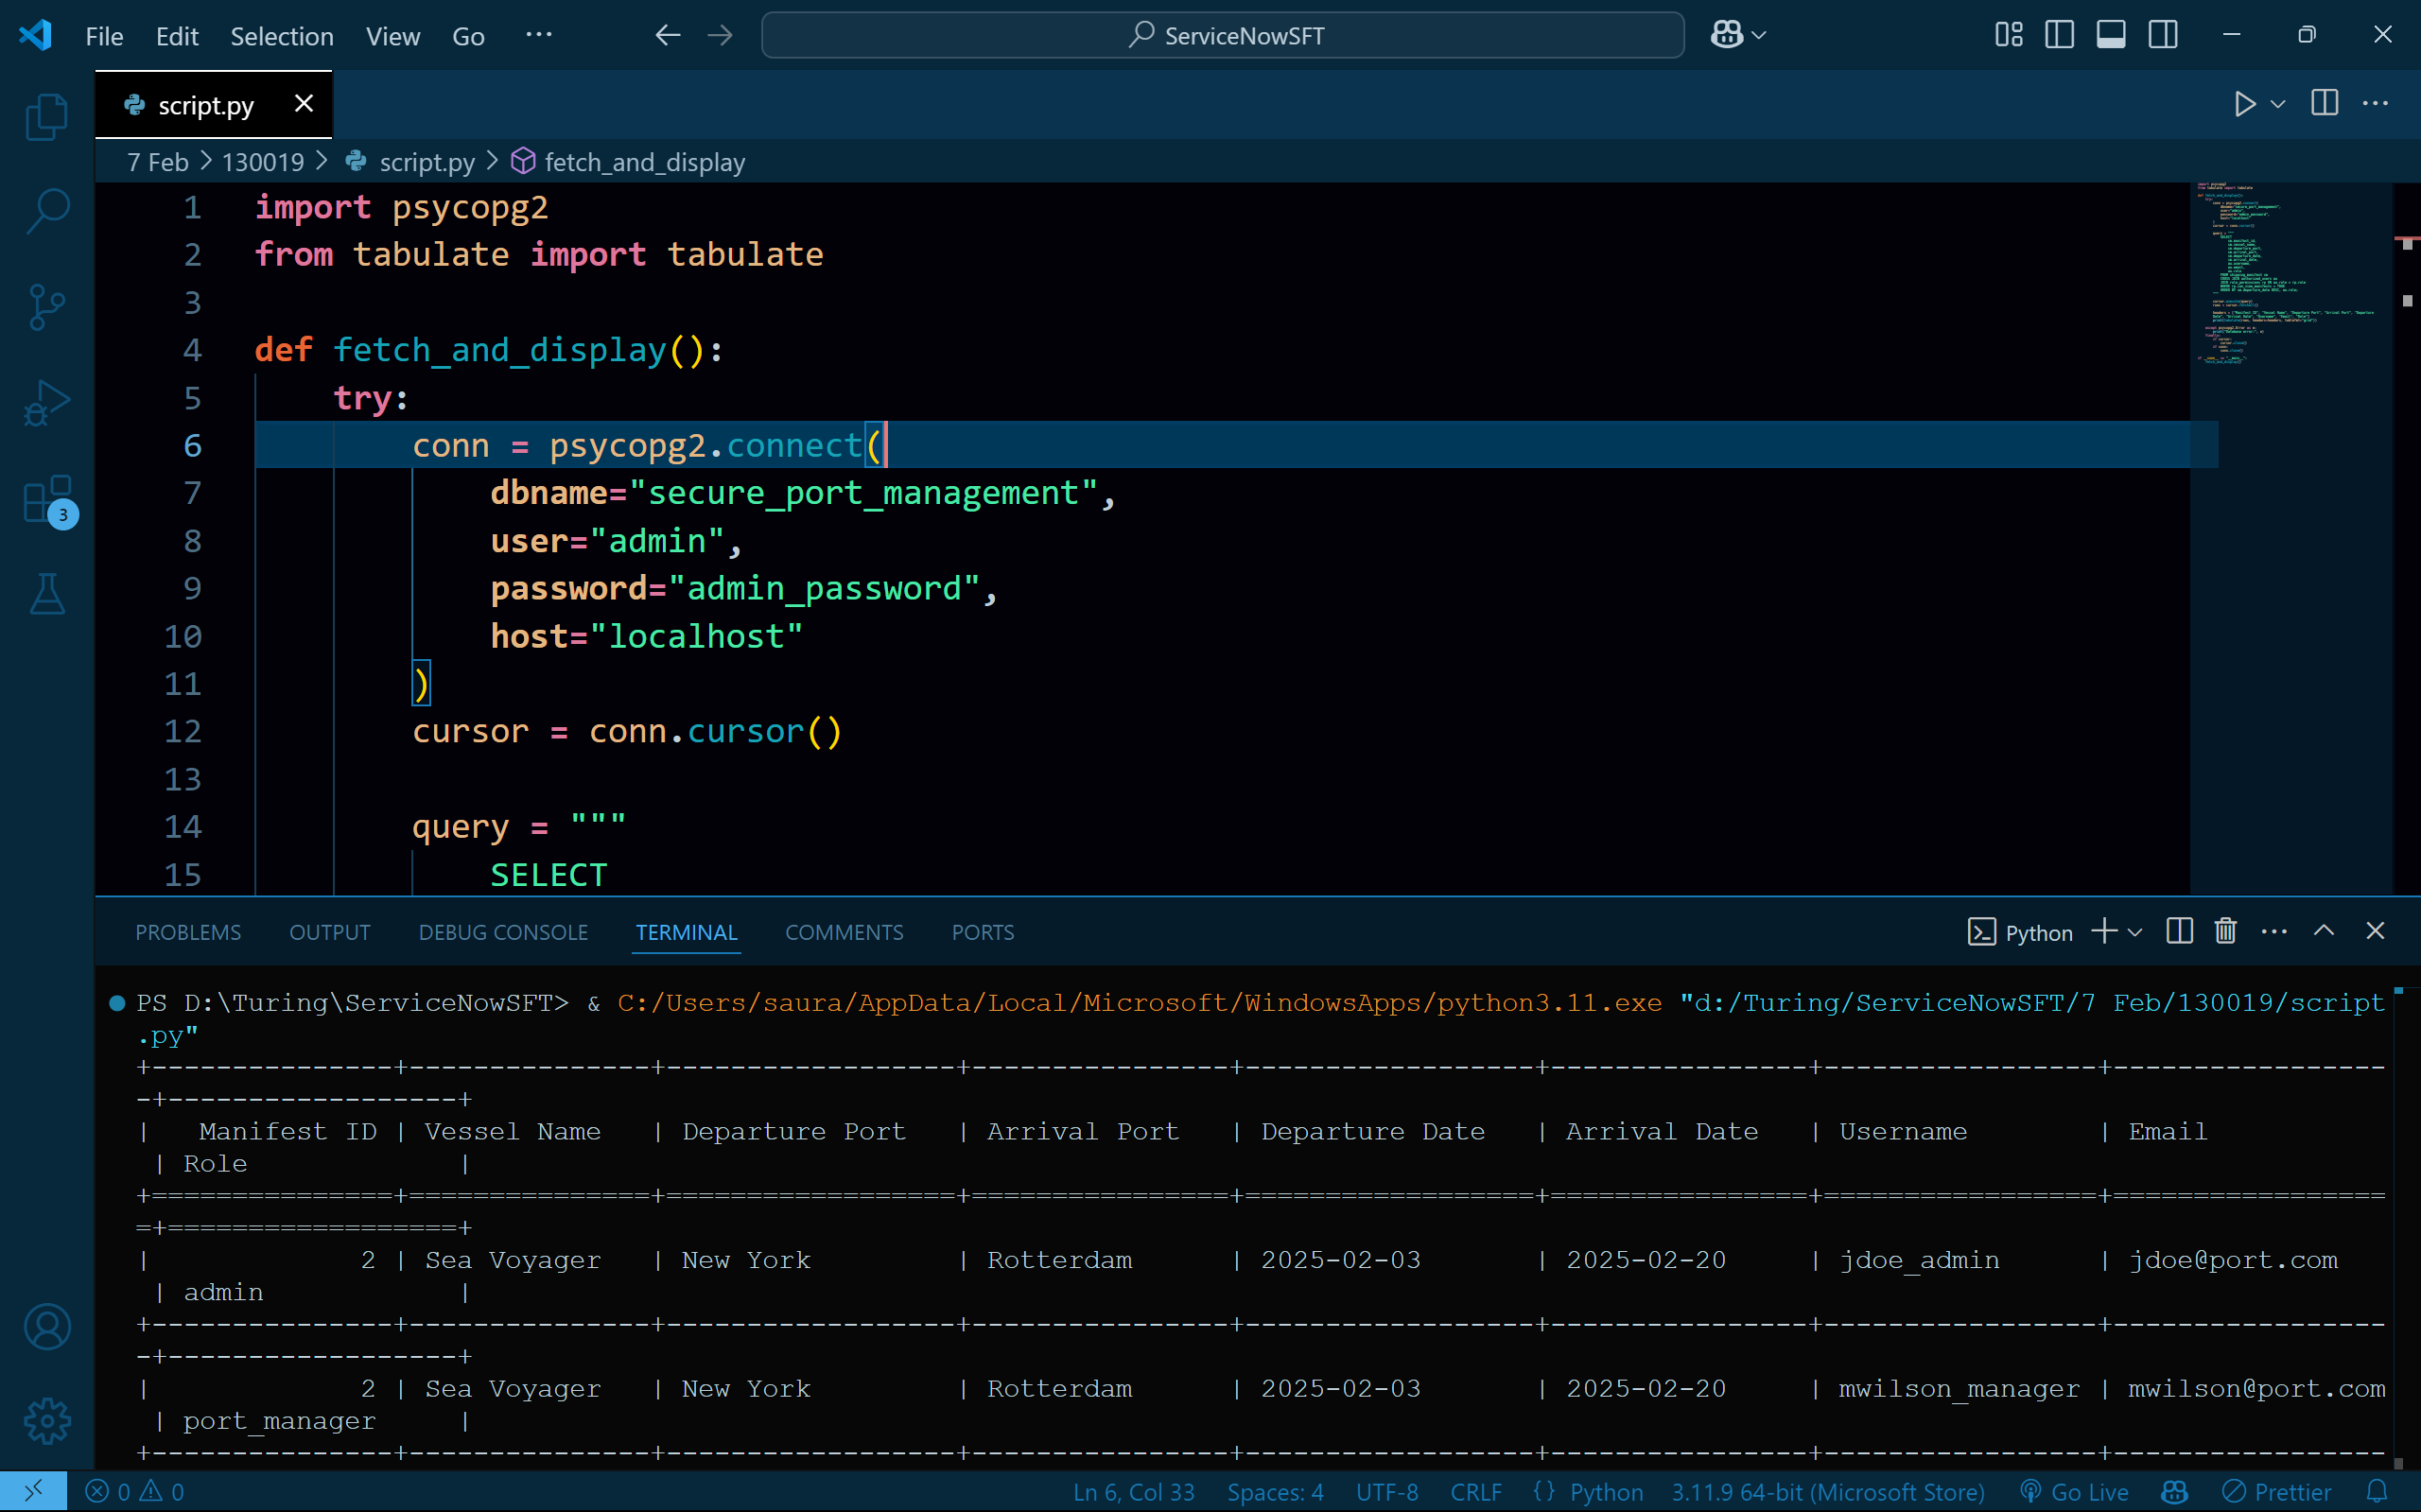 File Edit Selection View Go ··· ServiceNowSFT
script.py
7 Feb > 130019 > script.py > fetch_and_display
1 import psycopg2
2 from tabulate import tabulate
3
4 def fetch_and_display():
5     try:
6         conn = psycopg2.connect(
7             dbname="secure_port_management",
8             user="admin",
9             password="admin_password",
10             host="localhost"
11         )
12         cursor = conn.cursor()
13
14         query = """
15             SELECT
3
PROBLEMS OUTPUT DEBUG CONSOLE TERMINAL COMMENTS PORTS Python
PS D:\Turing\ServiceNowSFT> & C:/Users/saura/AppData/Local/Microsoft/WindowsApps/python3.11.exe "d:/Turing/ServiceNowSFT/7 Feb/130019/script
.py"
+---------------+---------------+------------------+----------------+------------------+----------------+-----------------+-----------------
-+------------------+
|   Manifest ID | Vessel Name   | Departure Port   | Arrival Port   | Departure Date   | Arrival Date   | Username        | Email
 | Role             |
+===============+===============+==================+================+==================+================+=================+=================
=+==================+
|             2 | Sea Voyager   | New York         | Rotterdam      | 2025-02-03       | 2025-02-20     | jdoe_admin      | jdoe@port.com
 | admin            |
+---------------+---------------+------------------+----------------+------------------+----------------+-----------------+-----------------
-+------------------+
|             2 | Sea Voyager   | New York         | Rotterdam      | 2025-02-03       | 2025-02-20     | mwilson_manager | mwilson@port.com
 | port_manager     |
+---------------+---------------+------------------+----------------+------------------+----------------+-----------------+-----------------
0 0 Ln 6, Col 33 Spaces: 4 UTF-8 CRLF {} Python 3.11.9 64-bit (Microsoft Store) Go Live Prettier